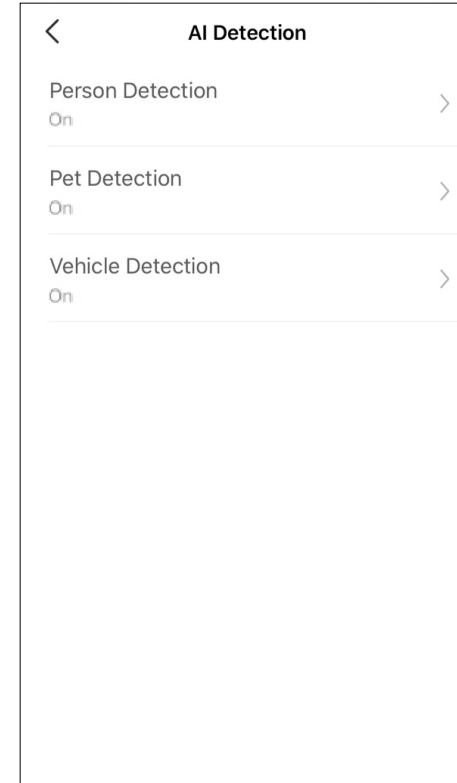 AI Detection
Person Detection
On
Pet Detection
On
Vehicle Detection
On